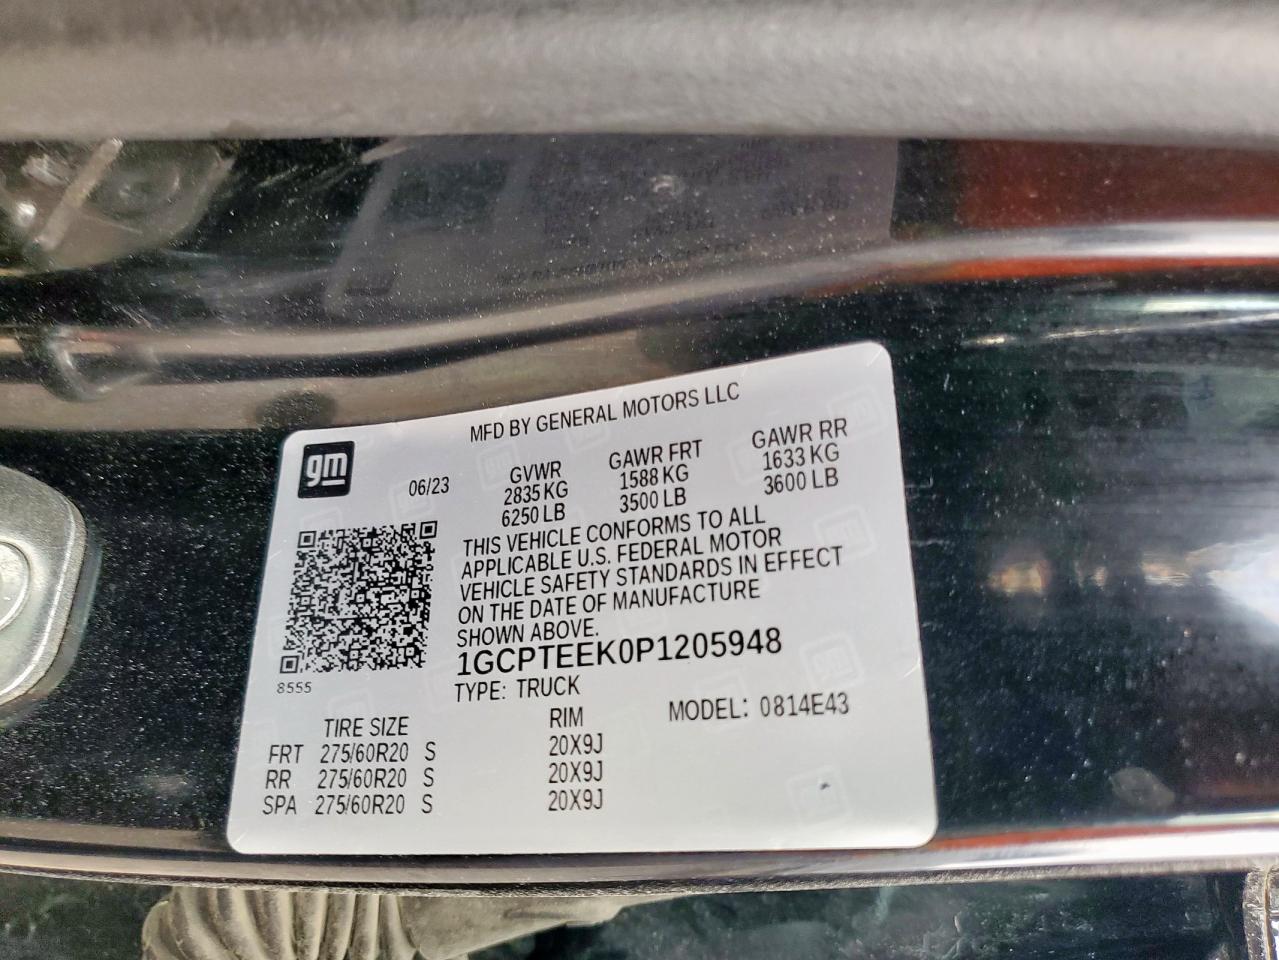 MFD BY GENERAL MOTORS LLC
gm
06/23
GVWR GAWR FRT GAWR RR
2835 KG 1588 KG 1633 KG
6250 LB 3500 LB 3600 LB
THIS VEHICLE CONFORMS TO ALL
APPLICABLE U.S. FEDERAL MOTOR
VEHICLE SAFETY STANDARDS IN EFFECT
ON THE DATE OF MANUFACTURE
SHOWN ABOVE.
1GCPTEEK0P1205948
8555
TYPE: TRUCK
MODEL: 0814E43
TIRE SIZE RIM
FRT 275/60R20 S 20X9J
RR 275/60R20 S 20X9J
SPA 275/60R20 S 20X9J